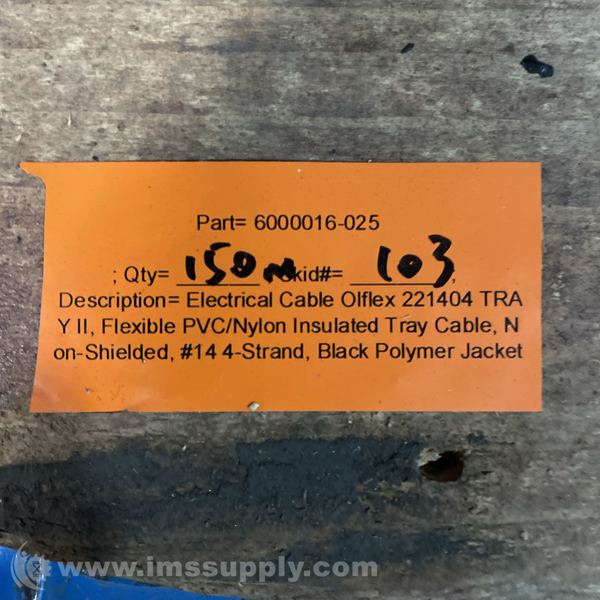 Part= 6000016-025
; Qty= 150m Skid#= 103,
Description= Electrical Cable Olflex 221404 TRA
Y II, Flexible PVC/Nylon Insulated Tray Cable, N
on-Shielded, #14 4-Strand, Black Polymer Jacket
www.imssupply.com